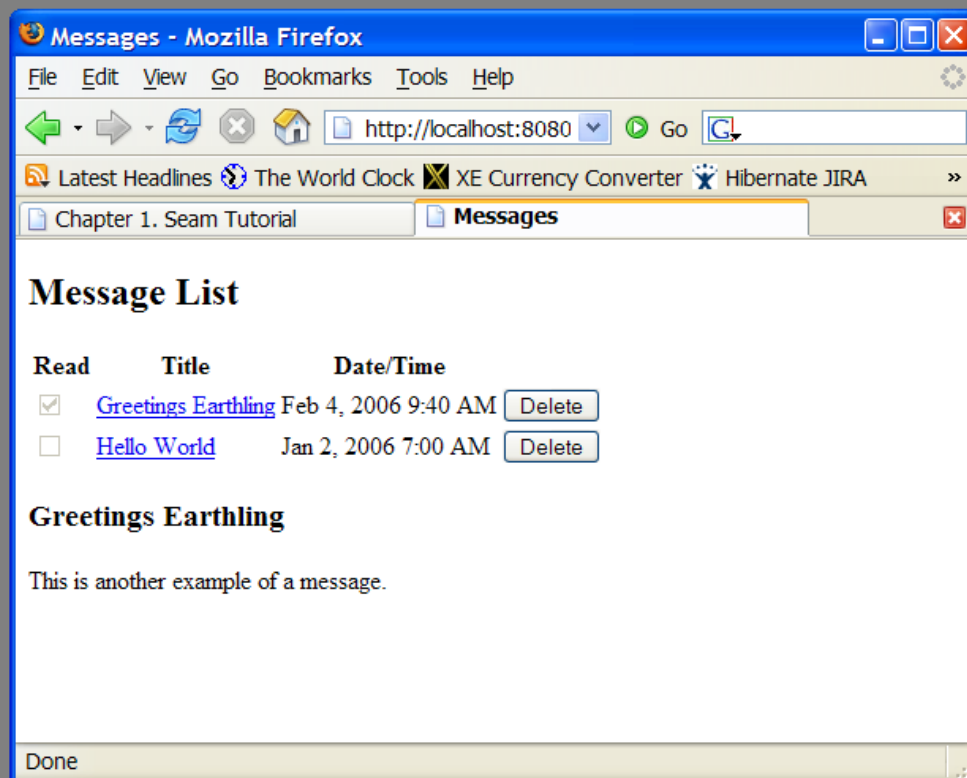 Messages - Mozilla Firefox
File Edit View Go Bookmarks Tools Help
http://localhost:8080 Go G
Latest Headlines The World Clock XE Currency Converter Hibernate JIRA »
Chapter 1. Seam Tutorial Messages
Message List
Read Title Date/Time
Greetings Earthling Feb 4, 2006 9:40 AM Delete
Hello World Jan 2, 2006 7:00 AM Delete
Greetings Earthling
This is another example of a message.
Done